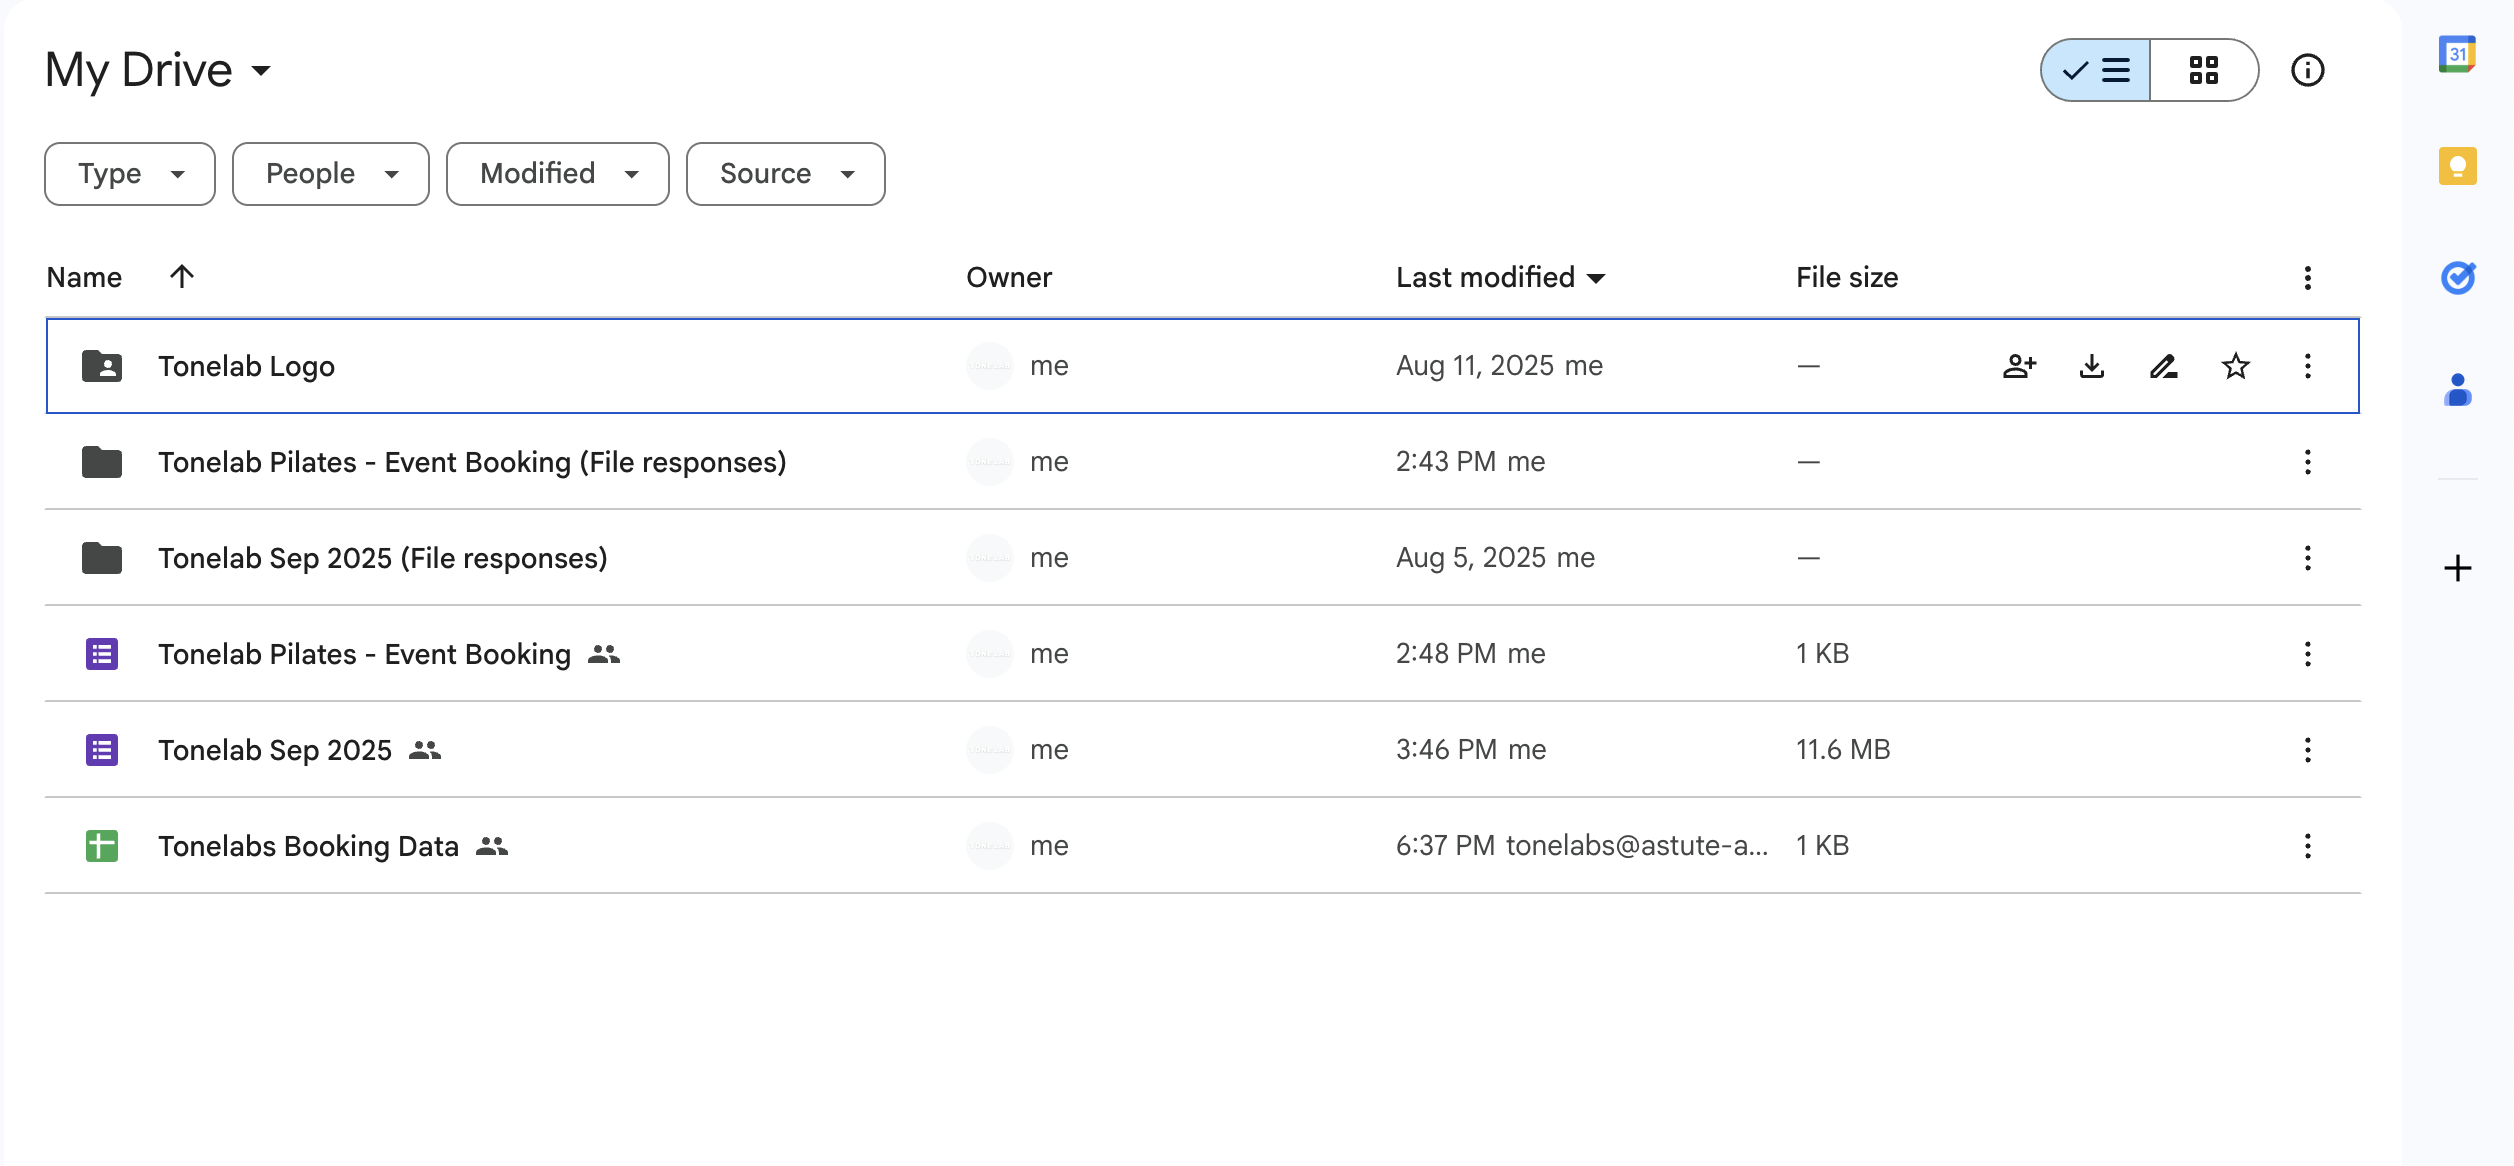 My Drive
31
Type People Modified Source
Name Owner Last modified File size
Tonelab Logo me Aug 11, 2025 me —
Tonelab Pilates - Event Booking (File responses) me 2:43 PM me —
Tonelab Sep 2025 (File responses) me Aug 5, 2025 me —
Tonelab Pilates - Event Booking me 2:48 PM me 1 KB
Tonelab Sep 2025 me 3:46 PM me 11.6 MB
Tonelabs Booking Data me 6:37 PM tonelabs@astute-a... 1 KB